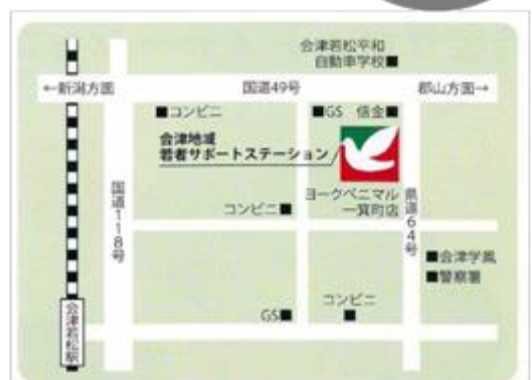 会津若松平和
自動車学校■
←新潟方面
国道49号
郡山方面→
■コンビニ
■GS
信金■
会津地域
若者サポートステーション
ヨークベニマル
一箕町店
国道118号
コンビニ■
県道64号
■会津学鳳
■警察署
会津若松駅
GS■
コンビニ
■